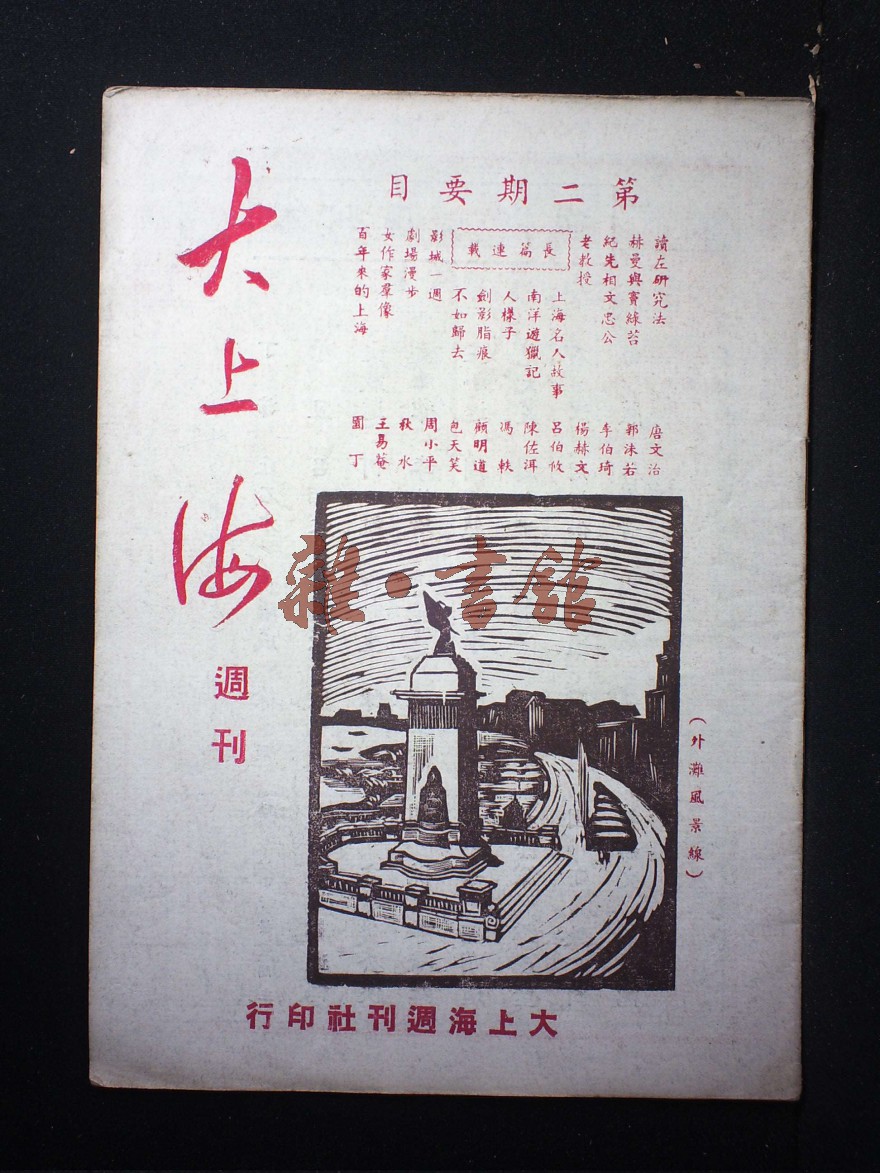 大上海
週刊
第二期要目
讀左研究法 唐文治
赫曼與竇綠苔 郭沫若
紀先相文忠公 李伯琦
老教授 楊赫文
長篇連載
上海名人故事 呂伯攸
南洋遊獵記 陳佐洱
人樣子 馮軼
劍影脂痕 顧明道
不如歸去 包天笑
影城一週 周小平
劇場漫步 秋水
女作家羣像 王易菴
百年來的上海 園丁
雜·書館
（外灘風景線）
大上海週刊社印行